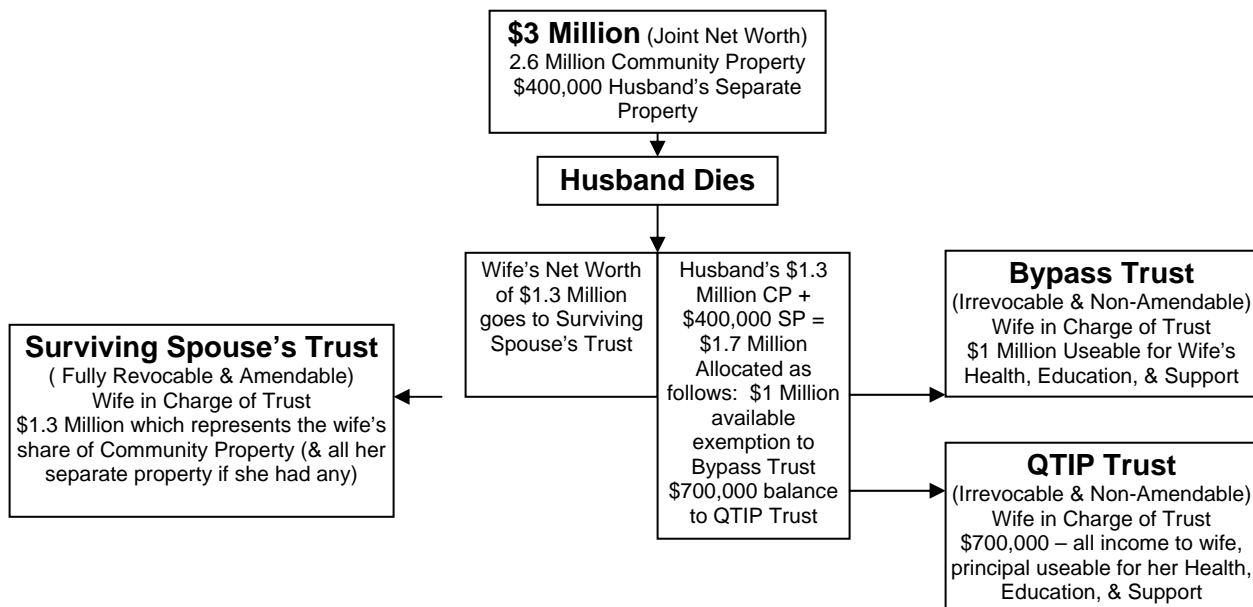 $3 Million (Joint Net Worth)
2.6 Million Community Property
$400,000 Husband's Separate
Property
Husband Dies
Wife's Net Worth
of $1.3 Million
goes to Surviving
Spouse's Trust
Husband's $1.3
Million CP +
$400,000 SP =
$1.7 Million
Allocated as
follows: $1 Million
available
exemption to
Bypass Trust
$700,000 balance
to QTIP Trust
Surviving Spouse's Trust
( Fully Revocable & Amendable)
Wife in Charge of Trust
$1.3 Million which represents the wife's
share of Community Property (& all her
separate property if she had any)
Bypass Trust
(Irrevocable & Non-Amendable)
Wife in Charge of Trust
$1 Million Useable for Wife's
Health, Education, & Support
QTIP Trust
(Irrevocable & Non-Amendable)
Wife in Charge of Trust
$700,000 – all income to wife,
principal useable for her Health,
Education, & Support